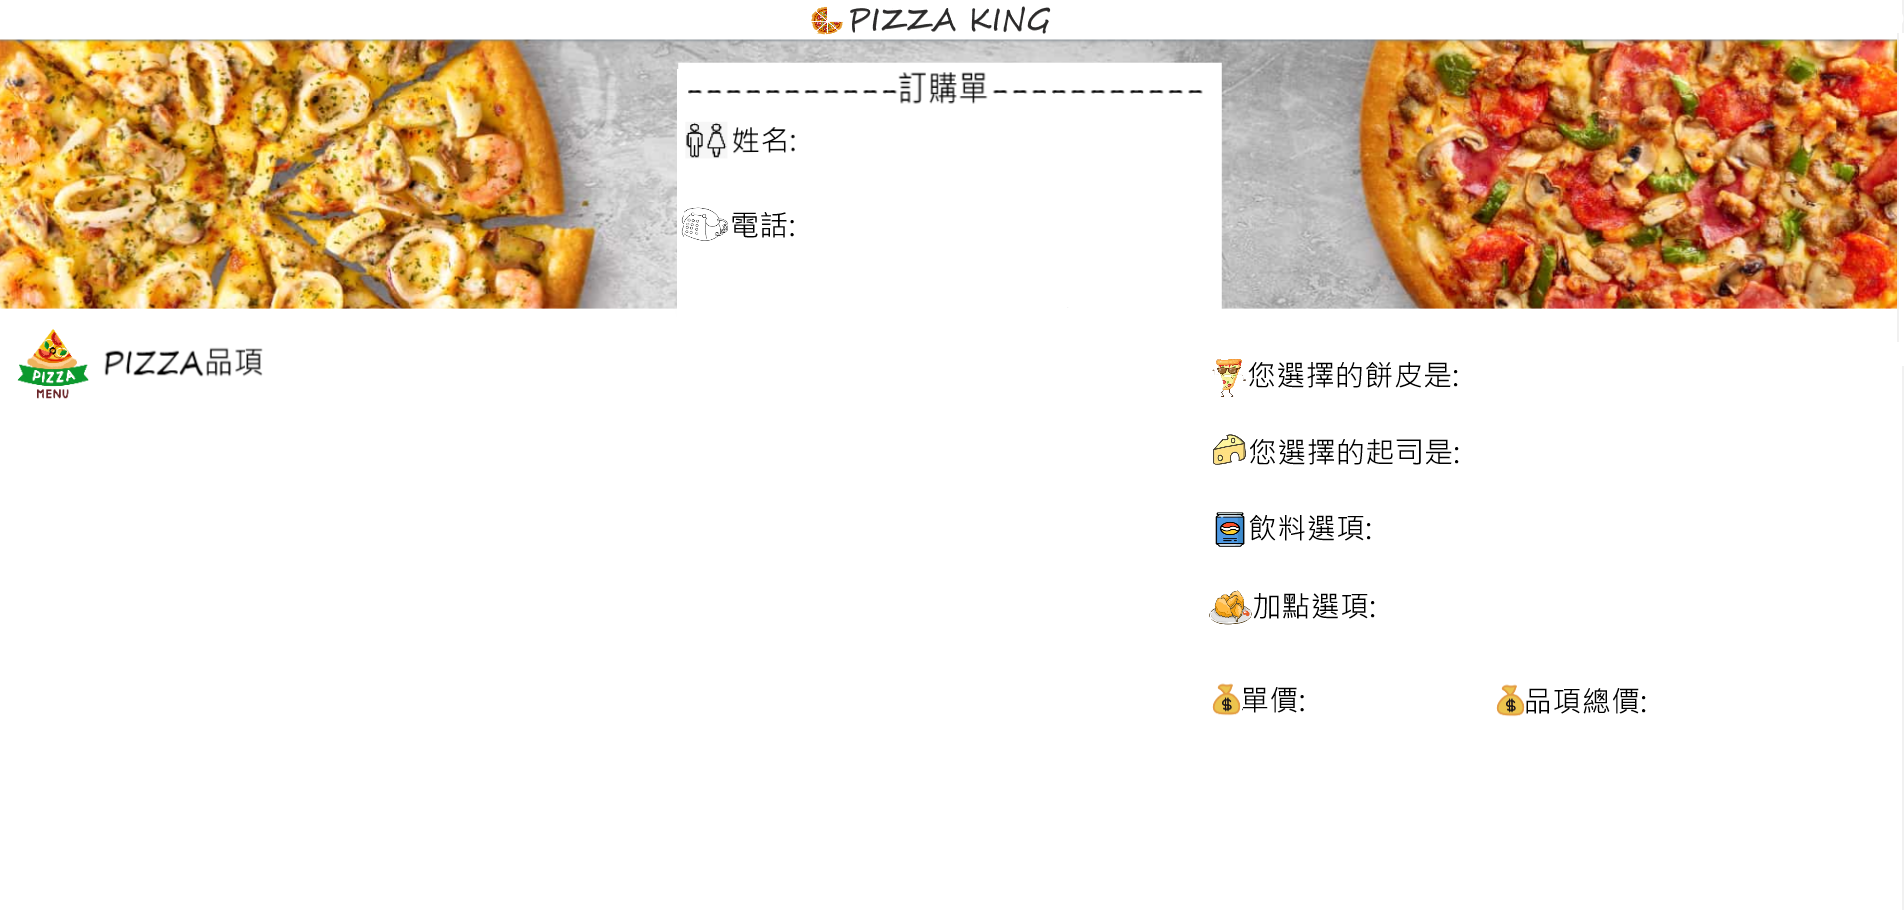 PIZZA KING
-----------訂購單-----------
姓名:
電話:
PIZZA
MENU
PIZZA品項
您選擇的餅皮是:
您選擇的起司是:
飲料選項:
加點選項:
$單價:
$品項總價: